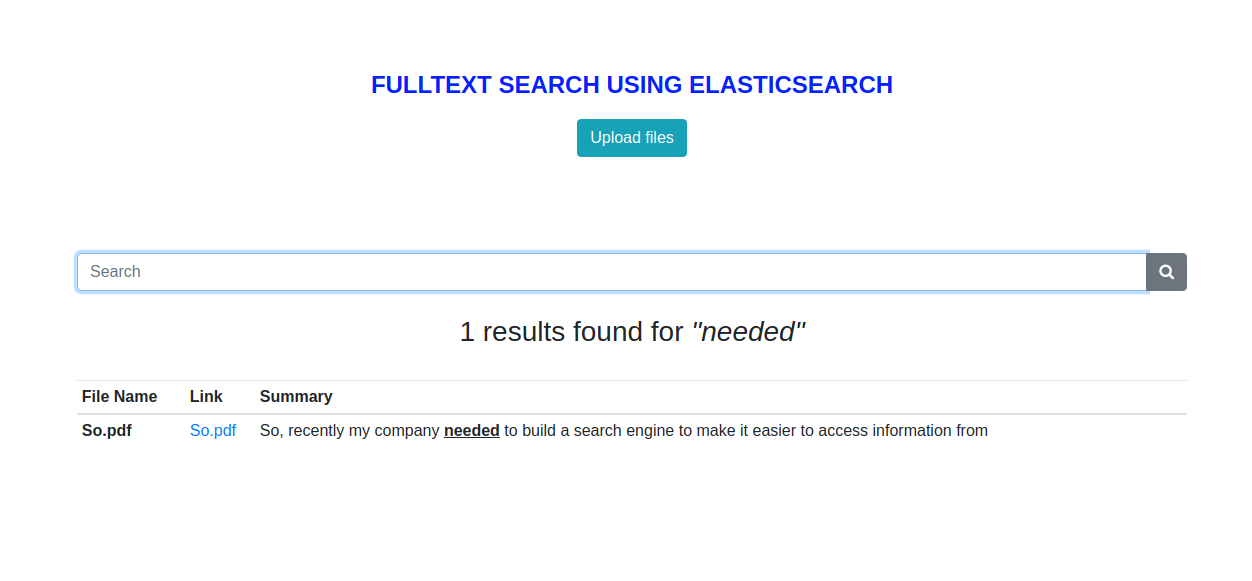 FULLTEXT SEARCH USING ELASTICSEARCH
Upload files
Search
1 results found for "needed"
File Name Link Summary
So.pdf So.pdf So, recently my company needed to build a search engine to make it easier to access information from